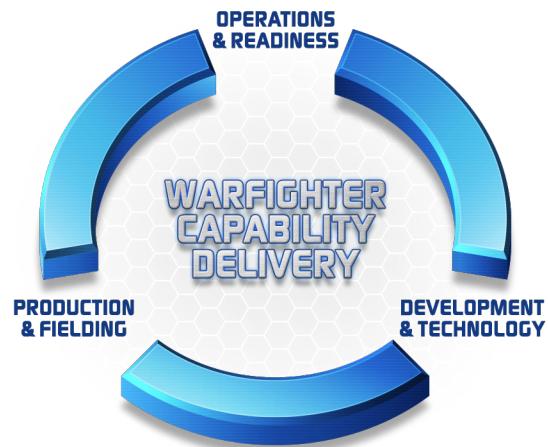 OPERATIONS
& READINESS
WARFIGHTER
CAPABILITY
DELIVERY
PRODUCTION
& FIELDING
DEVELOPMENT
& TECHNOLOGY